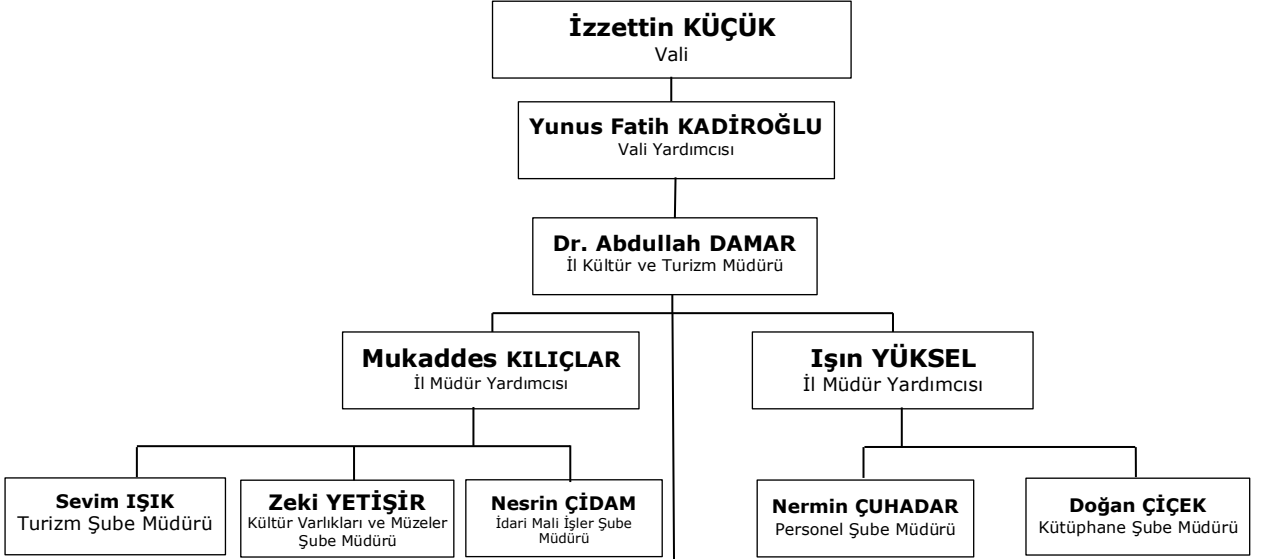 İzzettin KÜÇÜK
Vali
Yunus Fatih KADİROĞLU
Vali Yardımcısı
Dr. Abdullah DAMAR
İl Kültür ve Turizm Müdürü
Mukaddes KILIÇLAR
İl Müdür Yardımcısı
Işın YÜKSEL
İl Müdür Yardımcısı
Sevim IŞIK
Turizm Şube Müdürü
Zeki YETİŞİR
Kültür Varlıkları ve Müzeler
Şube Müdürü
Nesrin ÇİDAM
İdari Mali İşler Şube
Müdürü
Nermin ÇUHADAR
Personel Şube Müdürü
Doğan ÇİÇEK
Kütüphane Şube Müdürü